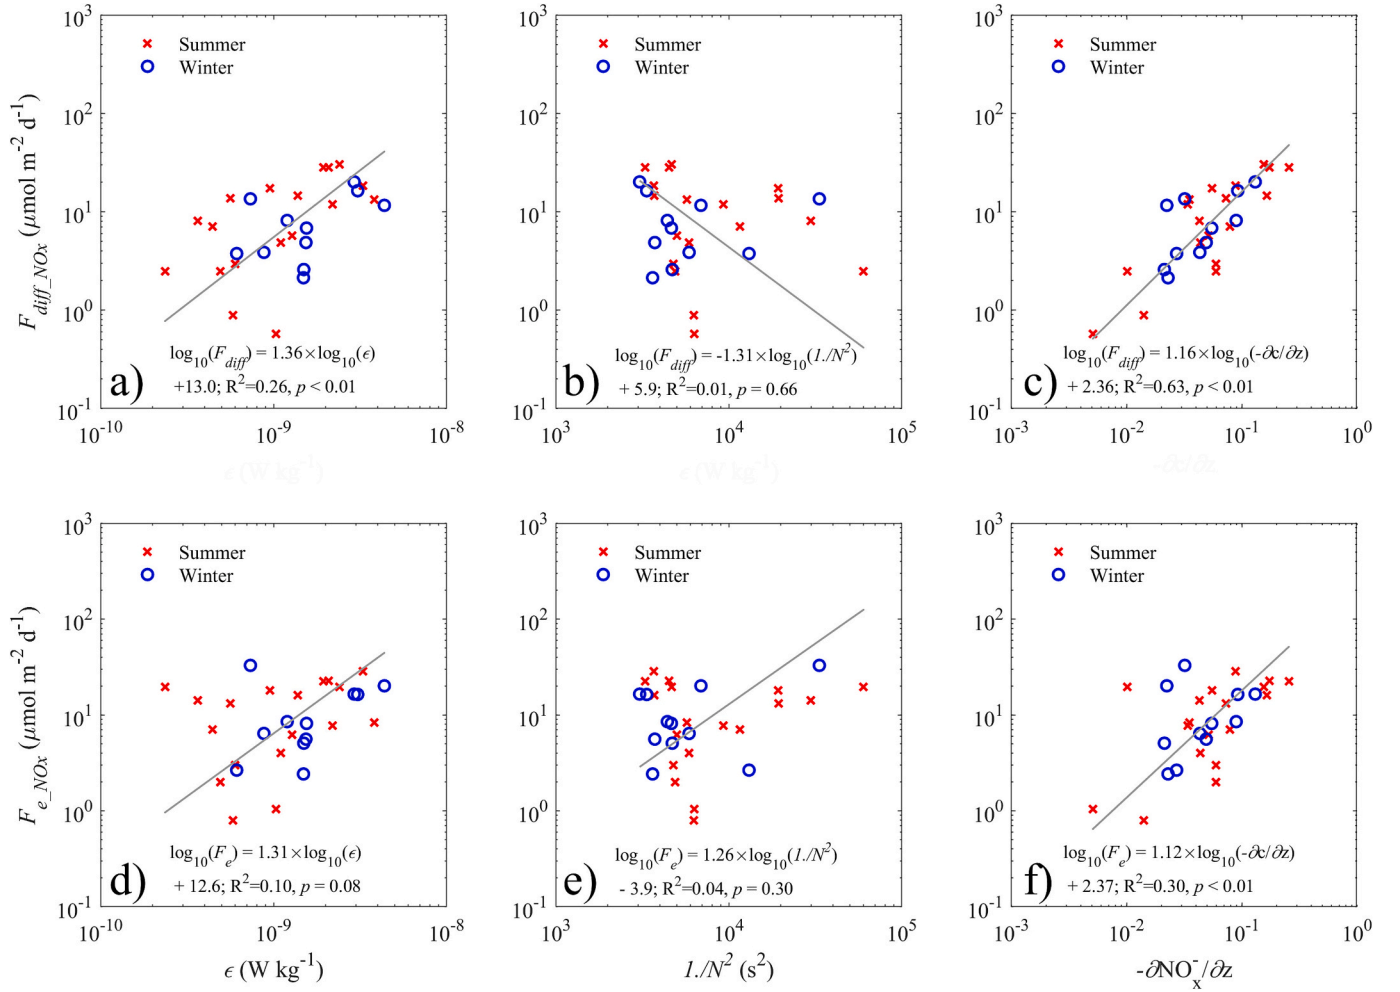 10³
10²
10¹
10⁰
10⁻¹
F_diff_NOx (μmol m⁻² d⁻¹)
× Summer
○ Winter
log₁₀(F_diff) = 1.36×log₁₀(ϵ)
+13.0; R²=0.26, p < 0.01
a)
10⁻¹⁰ 10⁻⁹ 10⁻⁸
ϵ (W kg⁻¹)
10³
10²
10¹
10⁰
10⁻¹
× Summer
○ Winter
log₁₀(F_diff) = -1.31×log₁₀(1./N²)
+ 5.9; R²=0.01, p = 0.66
b)
10³ 10⁴ 10⁵
ϵ (W kg⁻¹)
10³
10²
10¹
10⁰
10⁻¹
× Summer
○ Winter
log₁₀(F_diff) = 1.16×log₁₀(-∂c/∂z)
+ 2.36; R²=0.63, p < 0.01
c)
10⁻³ 10⁻² 10⁻¹ 10⁰
-∂c/∂z
10³
10²
10¹
10⁰
10⁻¹
F_e_NOx (μmol m⁻² d⁻¹)
× Summer
○ Winter
log₁₀(F_e) = 1.31×log₁₀(ϵ)
+ 12.6; R²=0.10, p = 0.08
d)
10⁻¹⁰ 10⁻⁹ 10⁻⁸
ϵ (W kg⁻¹)
10³
10²
10¹
10⁰
10⁻¹
× Summer
○ Winter
log₁₀(F_e) = 1.26×log₁₀(1./N²)
- 3.9; R²=0.04, p = 0.30
e)
10³ 10⁴ 10⁵
1./N² (s²)
10³
10²
10¹
10⁰
10⁻¹
× Summer
○ Winter
log₁₀(F_e) = 1.12×log₁₀(-∂c/∂z)
+ 2.37; R²=0.30, p < 0.01
f)
10⁻³ 10⁻² 10⁻¹ 10⁰
-∂NOₓ⁻/∂z